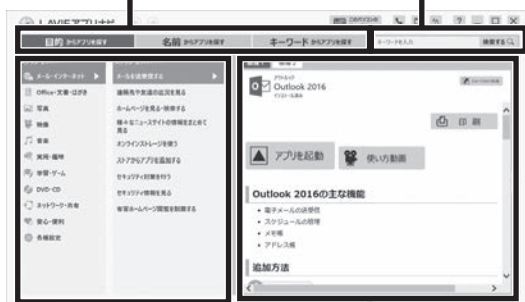 LAVIEアプリナビ
目的 からアプリを探す
名前 からアプリを探す
キーワード からアプリを探す
キーワードを入力
検索する
メール・インターネット
Office・文書・はがき
写真
映像
音楽
実用・趣味
学習・ゲーム
DVD・CD
ネットワーク・共有
安心・便利
各種設定
メールを送受信する
連絡先や友達の近況を見る
ホームページを見る・検索する
様々なニュースサイトの情報をまとめて
見る
オンラインストレージを使う
ストアからアプリを追加する
セキュリティ対策を行う
セキュリティ情報を見る
有害ホームページ閲覧を制限する
アウトルック
Outlook 2016
インストール済み
印刷
アプリを起動
使い方動画
Outlook 2016の主な機能
• 電子メールの送受信
• スケジュールの管理
• メモ帳
• アドレス帳
追加方法